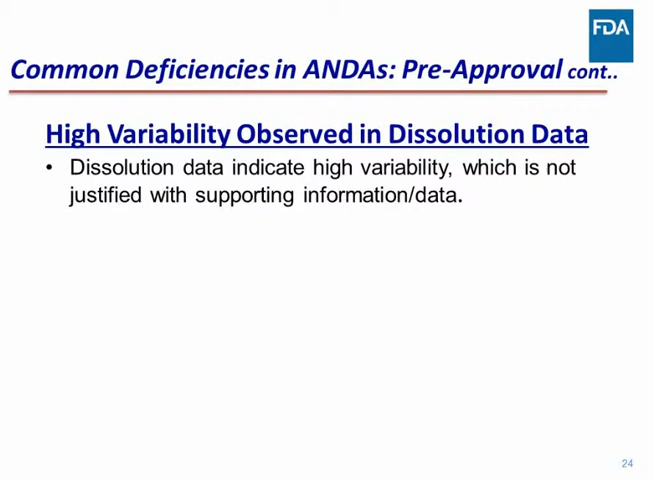 FDA
Common Deficiencies in ANDAs: Pre-Approval cont..
High Variability Observed in Dissolution Data
• Dissolution data indicate high variability, which is not
justified with supporting information/data.
24